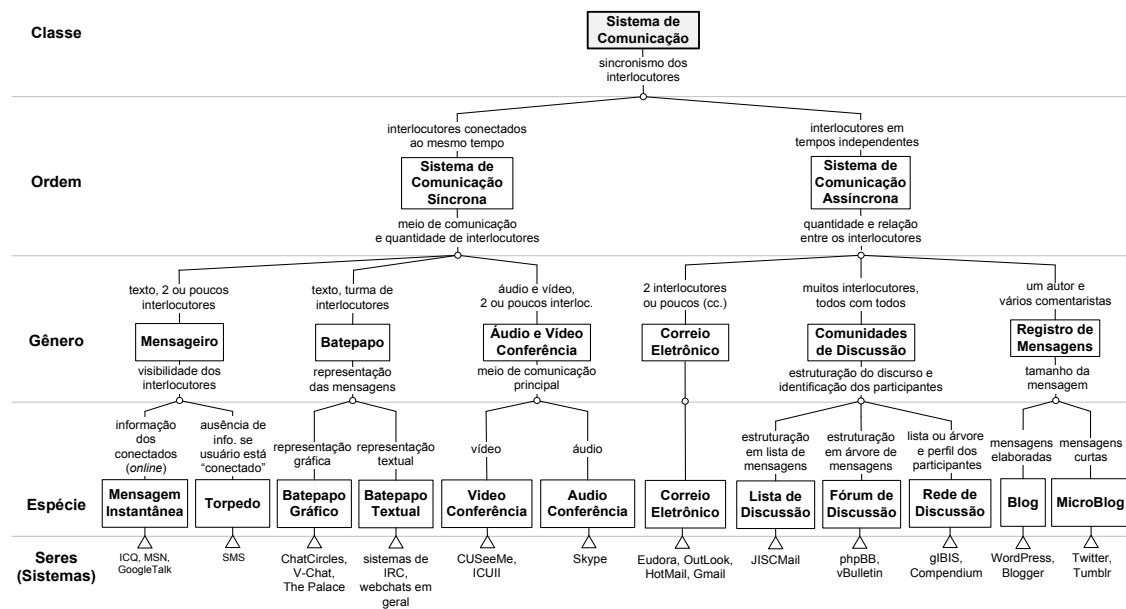 Classe
Sistema de
Comunicação
sincronismo dos
interlocutores
interlocutores conectados
ao mesmo tempo
interlocutores em
tempos independentes
Ordem
Sistema de
Comunicação
Síncrona
Sistema de
Comunicação
Assíncrona
meio de comunicação
e quantidade de interlocutores
quantidade e relação
entre os interlocutores
texto, 2 ou poucos
interlocutores
texto, turma de
interlocutores
áudio e vídeo,
2 ou poucos interloc.
2 interlocutores
ou poucos (cc.)
muitos interlocutores,
todos com todos
um autor e
vários comentaristas
Gênero
Mensageiro
Batepapo
Áudio e Vídeo
Conferência
Correio
Eletrônico
Comunidades
de Discussão
Registro de
Mensagens
visibilidade dos
interlocutores
representação
das mensagens
meio de comunicação
principal
estruturação do discurso e
identificação dos participantes
tamanho da
mensagem
informação
dos
conectados
(online)
ausência de
info. se
usuário está
“conectado”
representação
gráfica
representação
textual
vídeo
áudio
estruturação
em lista de
mensagens
estruturação
em árvore de
mensagens
lista ou árvore
e perfil dos
participantes
mensagens
elaboradas
mensagens
curtas
Espécie
Mensagem
Instantânea
Torpedo
Batepapo
Gráfico
Batepapo
Textual
Video
Conferência
Audio
Conferência
Correio
Eletrônico
Lista de
Discussão
Fórum de
Discussão
Rede de
Discussão
Blog
MicroBlog
Seres
(Sistemas)
ICQ, MSN,
GoogleTalk
SMS
ChatCircles,
V-Chat,
The Palace
sistemas de
IRC,
webchats em
geral
CUSeeMe,
ICUII
Skype
Eudora, OutLook,
HotMail, Gmail
JISCMail
phpBB,
vBulletin
gIBIS,
Compendium
WordPress,
Blogger
Twitter,
Tumblr